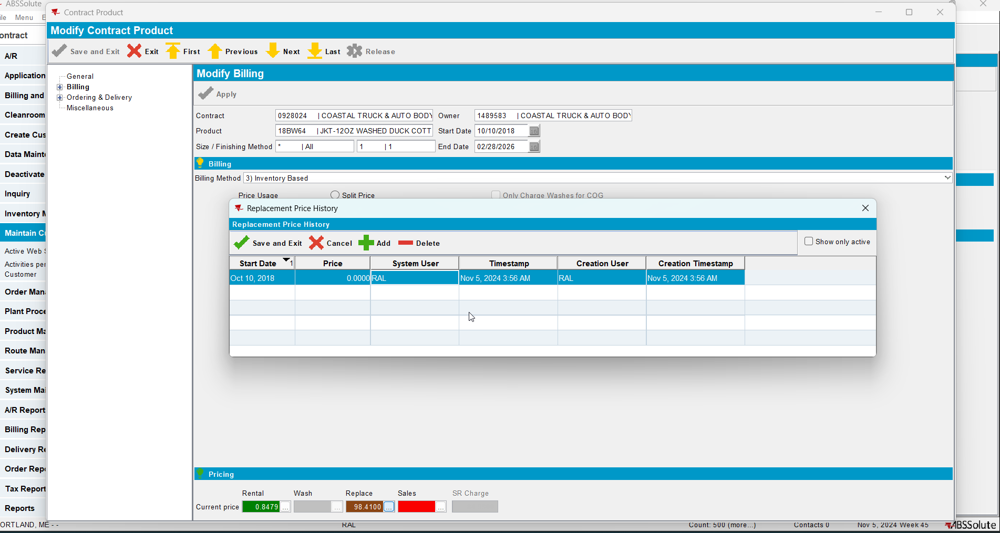 ABSSolute
Contract Product
Menu
Modify Contract Product
Save and Exit
Exit
First
Previous
Next
Last
Release
A/R
Application
Billing and
Cleanroom
Create Cus
Data Mainte
Deactivate
Inquiry
Inventory M
Maintain Cu
Active Web S
Activities per
Customer
Order Mana
Plant Proce
Product Ma
Route Man
Service Re
System Mai
A/R Report
Billing Rep
Delivery Re
Order Repo
Tax Report
Reports
General
Billing
Ordering & Delivery
Miscellaneous
Modify Billing
Apply
Contract 0928024 | COASTAL TRUCK & AUTO BODY Owner 1489583 | COASTAL TRUCK & AUTO BODY
Product 18BW64 | JKT-12OZ WASHED DUCK COTT Start Date 10/10/2018 16
Size / Finishing Method * | All 1 | 1 End Date 02/28/2026 16
Billing
Billing Method 3) Inventory Based
Price Usage Split Price Only Charge Washes for COG
Replacement Price History
Replacement Price History
Save and Exit Cancel Add Delete Show only active
Start Date 1 Price System User Timestamp Creation User Creation Timestamp
Oct 10, 2018 0.0000 RAL Nov 5, 2024 3:56 AM RAL Nov 5, 2024 3:56 AM
Pricing
Rental Wash Replace Sales SR Charge
Current price 0.8479 ... ... 98.4100 ... ...
ORTLAND, ME - - RAL Count: 500 (more...) Contacts 0 Nov 5, 2024 Week 45 ABSSolute